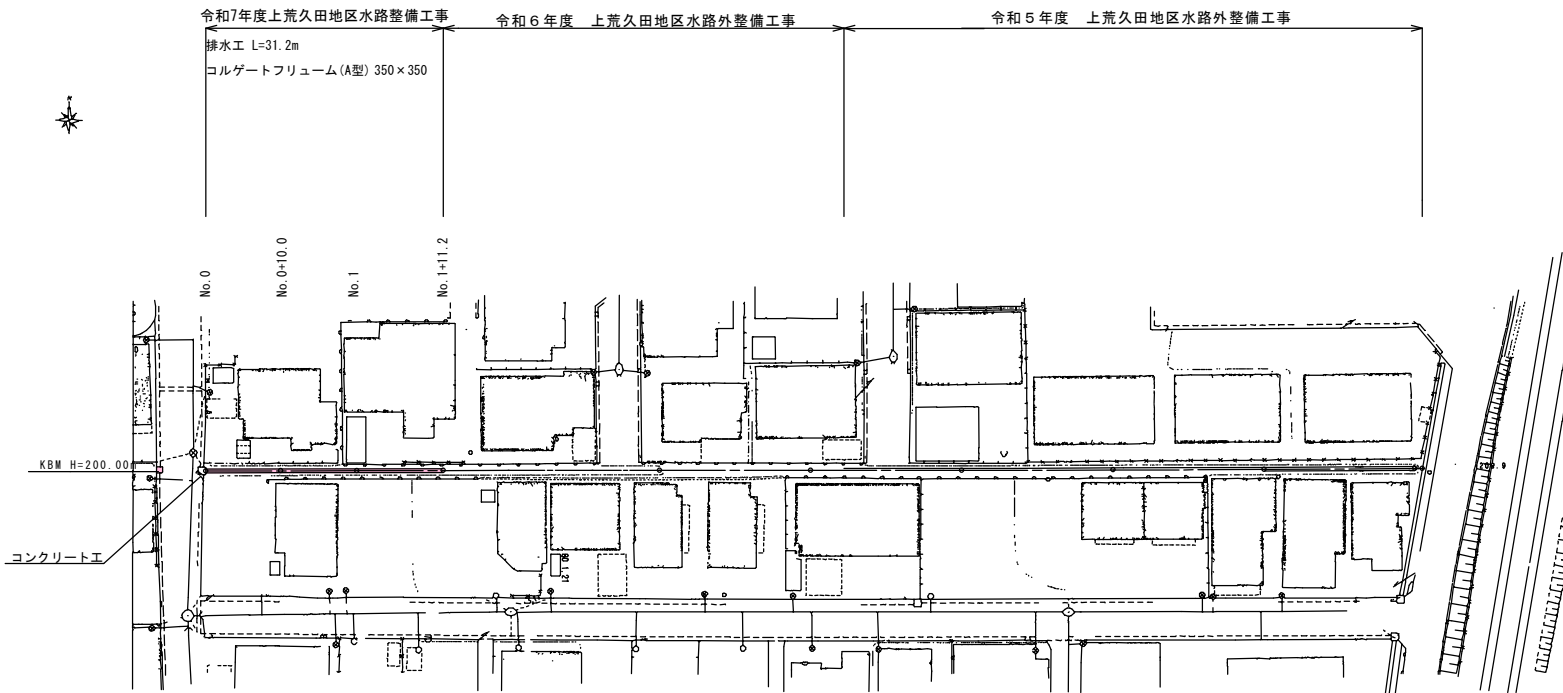 令和7年度上荒久田地区水路整備工事
令和６年度　上荒久田地区水路外整備工事
令和５年度　上荒久田地区水路外整備工事
排水工 L=31.2m
コルゲートフリューム(A型) 350×350
N
No.0
No.0+10.0
No.1
No.1+11.2
KBM H=200.00m
コンクリート工